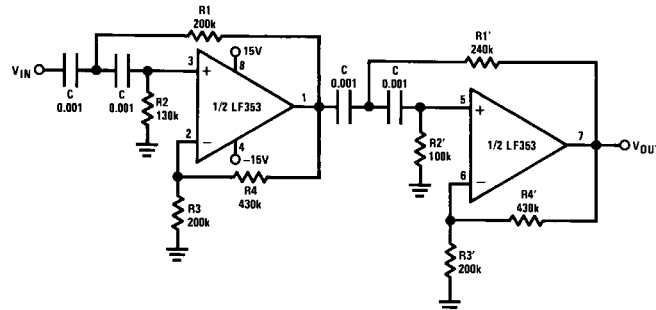 R1
200k
R1'
240k
15V
8
V_IN
C
0.001
C
0.001
R2
130k
3
+
1/2 LF353
1
2
−
4
−15V
R4
430k
R3
200k
C
0.001
C
0.001
R2'
100k
5
+
1/2 LF353
7
V_OUT
6
−
R4'
430k
R3'
200k